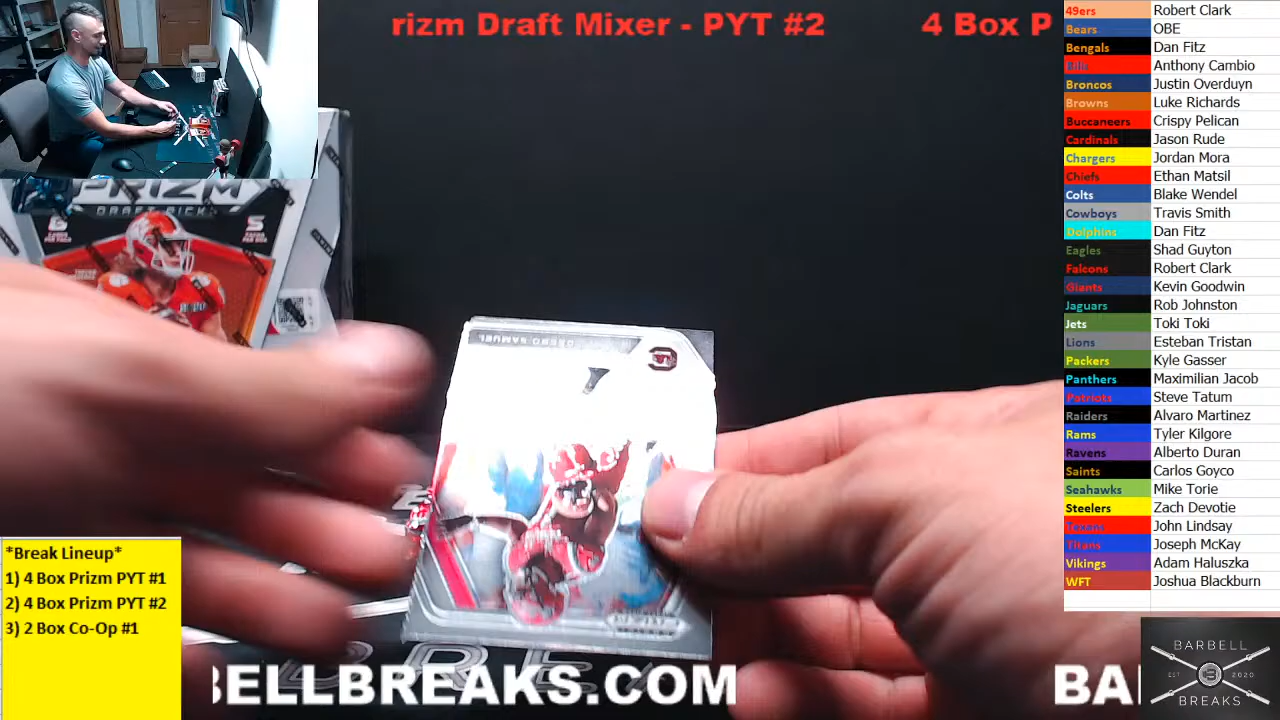 rizm Draft Mixer - PYT #2 4 Box P
49ers Robert Clark
Bears OBE
Bengals Dan Fitz
Bills Anthony Cambio
Broncos Justin Overduyn
Browns Luke Richards
Buccaneers Crispy Pelican
Cardinals Jason Rude
Chargers Jordan Mora
Chiefs Ethan Matsil
Colts Blake Wendel
Cowboys Travis Smith
Dolphins Dan Fitz
Eagles Shad Guyton
Falcons Robert Clark
Giants Kevin Goodwin
Jaguars Rob Johnston
Jets Toki Toki
Lions Esteban Tristan
Packers Kyle Gasser
Panthers Maximilian Jacob
Patriots Steve Tatum
Raiders Alvaro Martinez
Rams Tyler Kilgore
Ravens Alberto Duran
Saints Carlos Goyco
Seahawks Mike Torie
Steelers Zach Devotie
Texans John Lindsay
Titans Joseph McKay
Vikings Adam Haluszka
WFT Joshua Blackburn
PRIZM
DRAFT PICKS
6
5
SAMUEL
*Break Lineup*
1) 4 Box Prizm PYT #1
2) 4 Box Prizm PYT #2
3) 2 Box Co-Op #1
BELLBREAKS.COM BA
BARBELL
EST B 2020
BREAKS